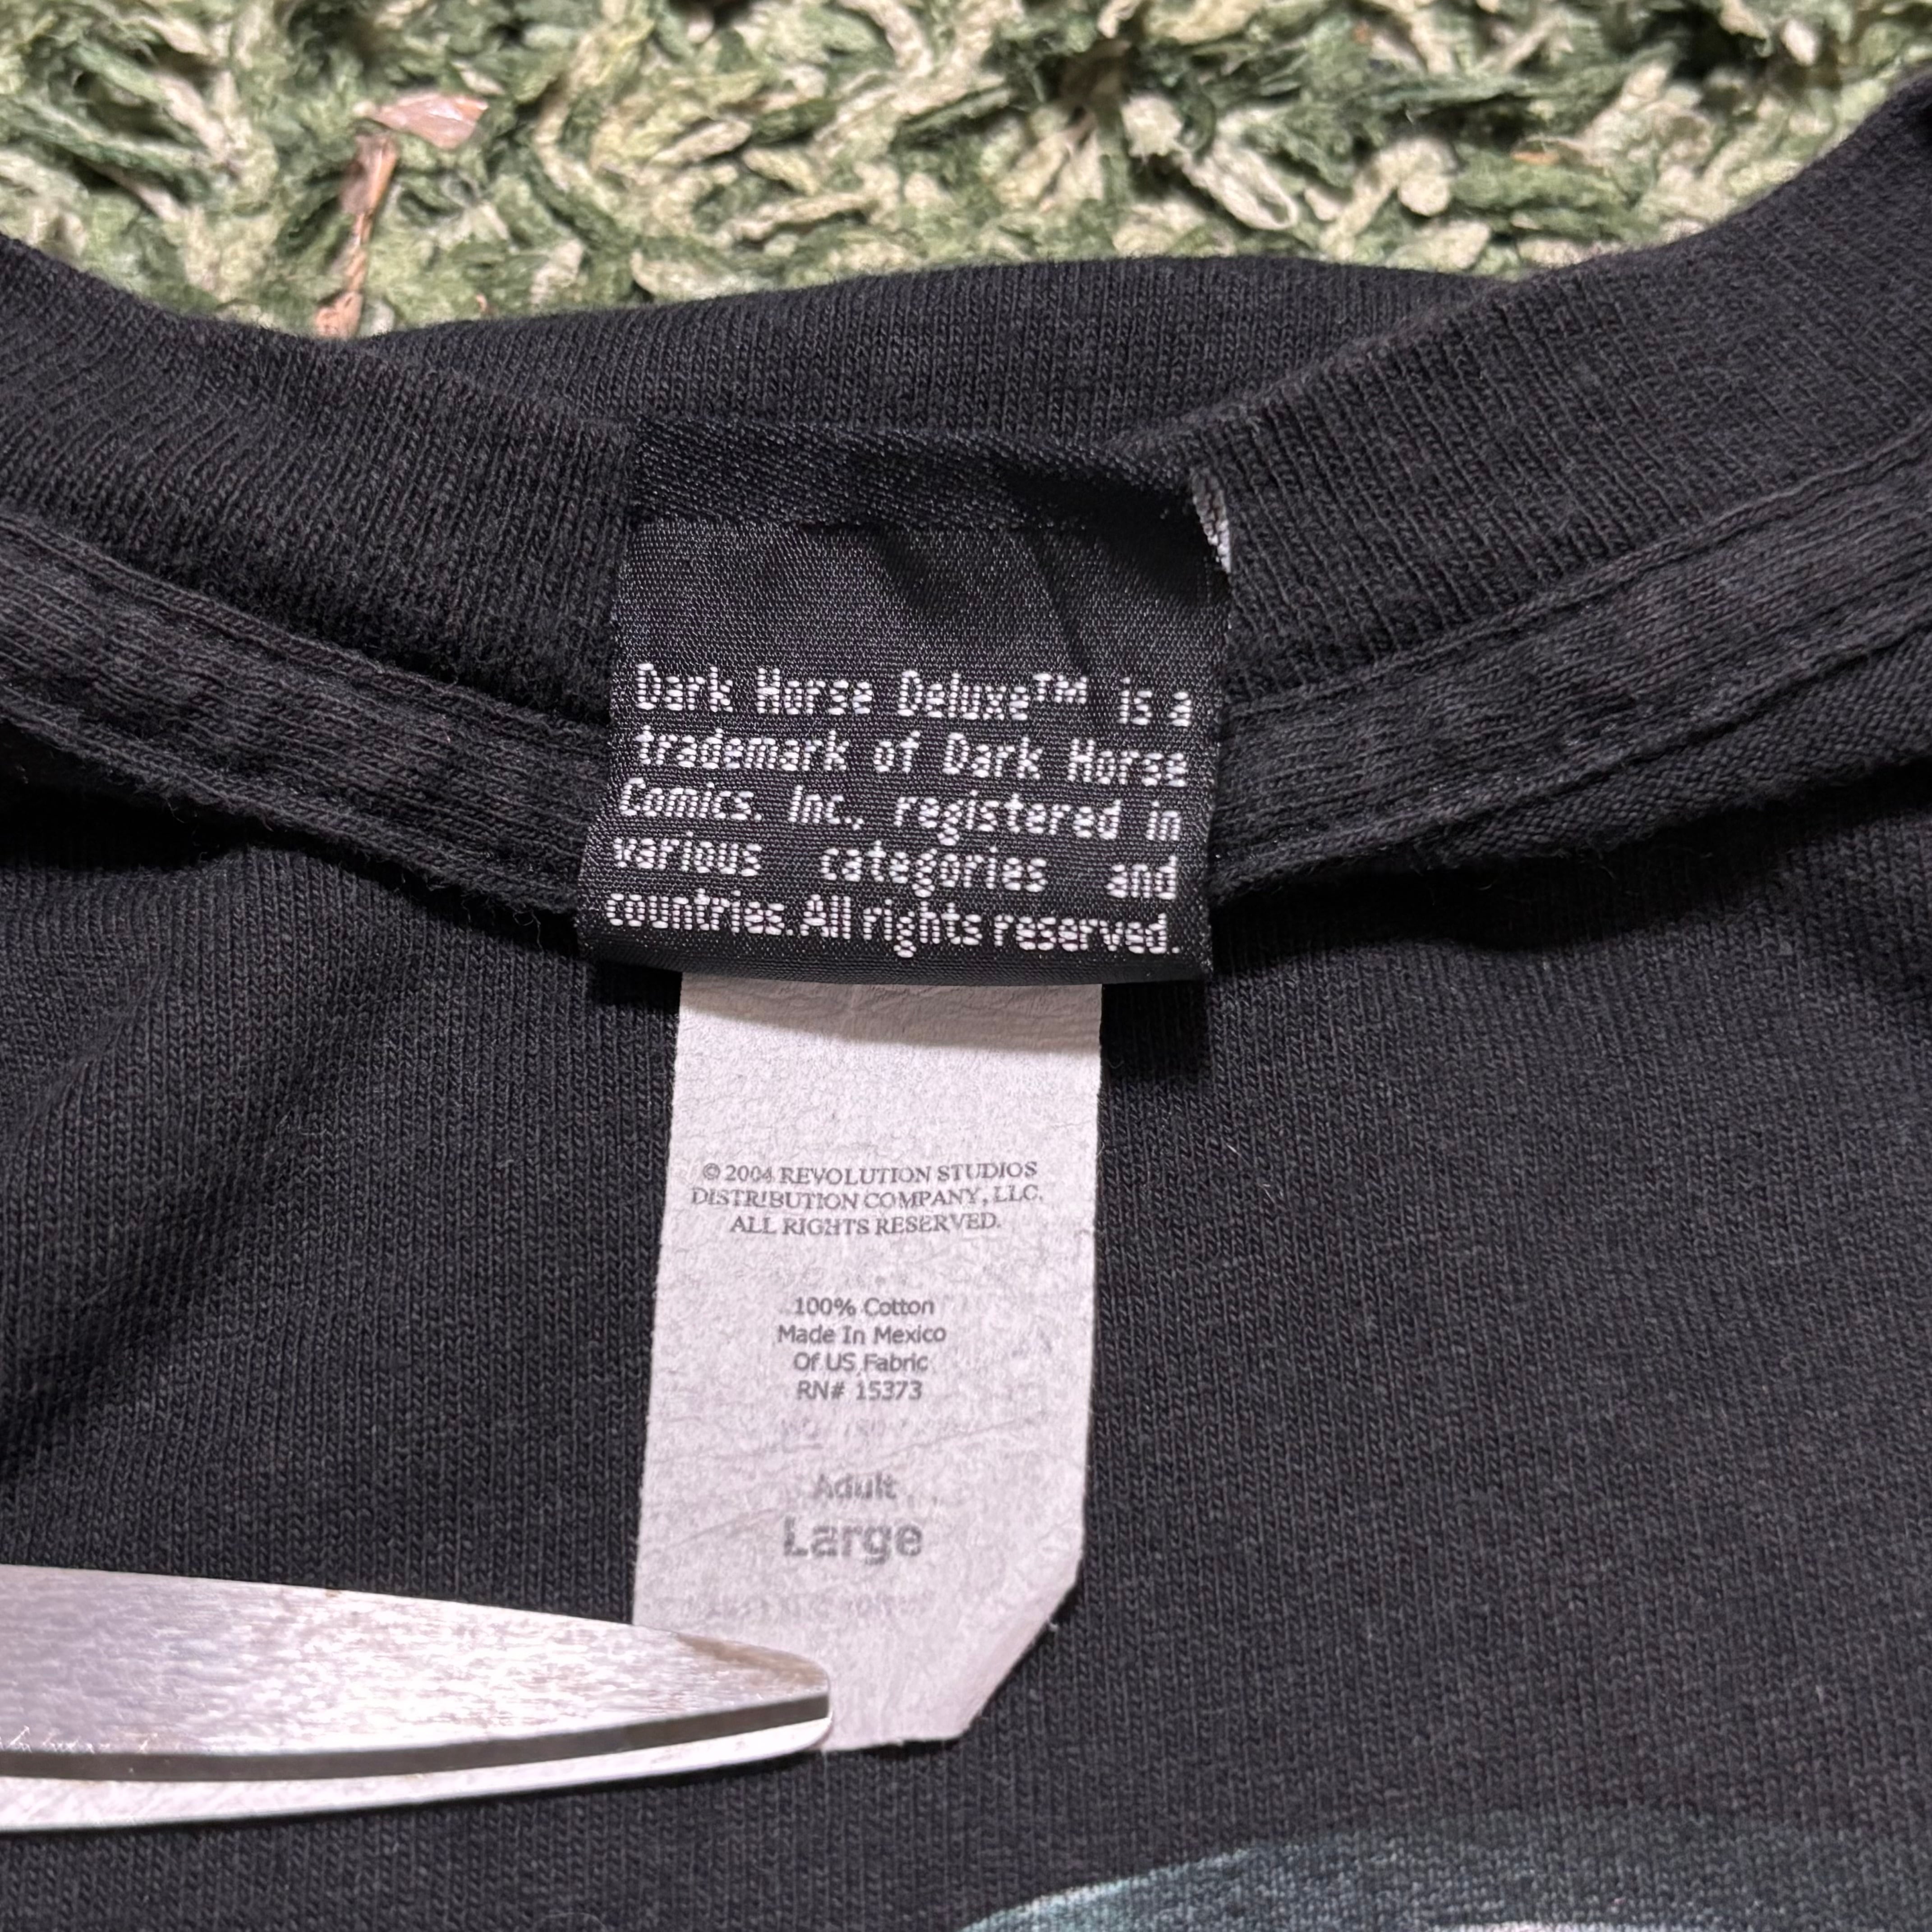 Dark Horse Deluxe™ is a
trademark of Dark Horse
Comics. Inc., registered in
various categories and
countries. All rights reserved.
© 2004 REVOLUTION STUDIOS
DISTRIBUTION COMPANY, LLC.
ALL RIGHTS RESERVED.
100% Cotton
Made In Mexico
Of US Fabric
RN# 15373
Adult
Large